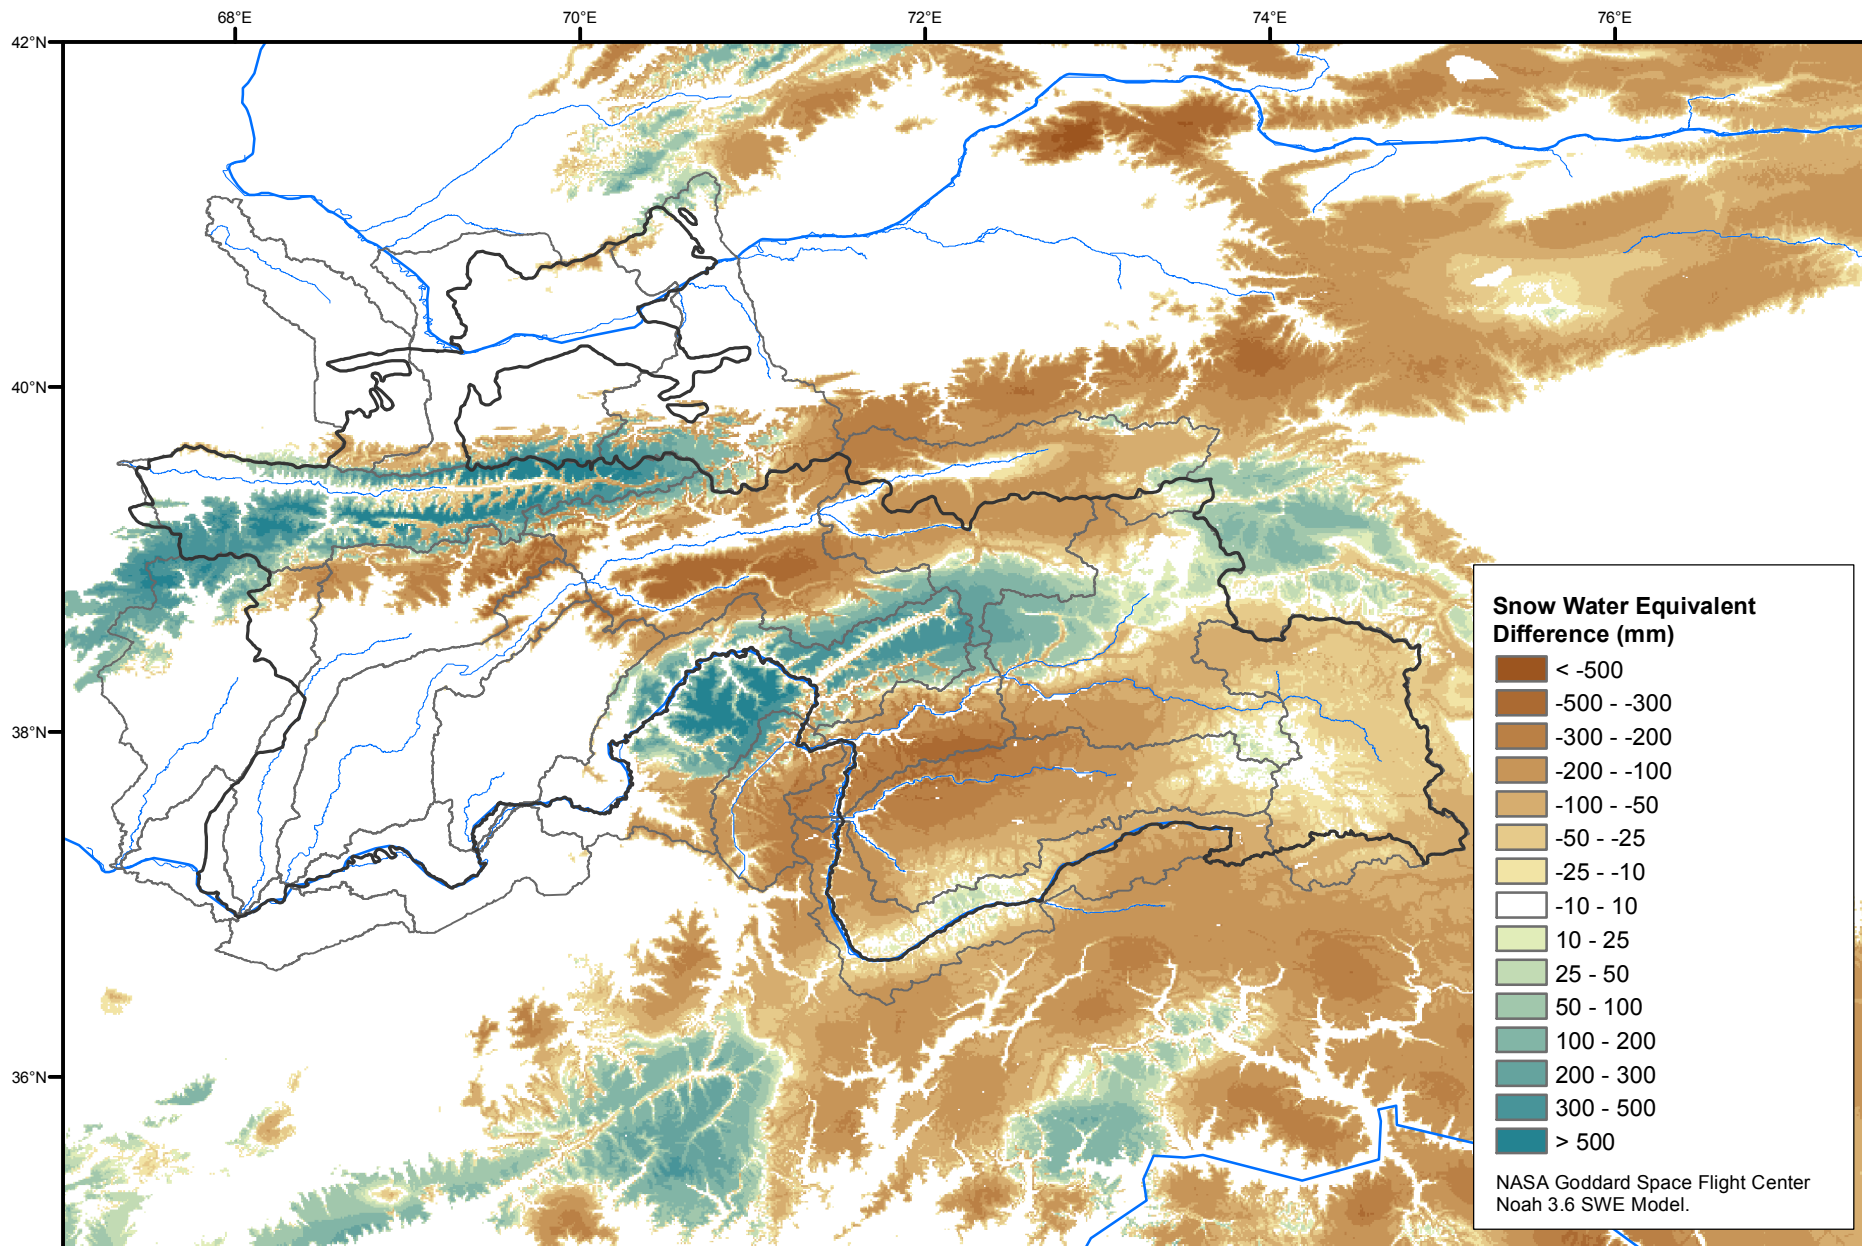 68°E 70°E 72°E 74°E 76°E
42°N
40°N
38°N
36°N
Snow Water Equivalent
Difference (mm)
< -500
-500 - -300
-300 - -200
-200 - -100
-100 - -50
-50 - -25
-25 - -10
-10 - 10
10 - 25
25 - 50
50 - 100
100 - 200
200 - 300
300 - 500
> 500
NASA Goddard Space Flight Center
Noah 3.6 SWE Model.